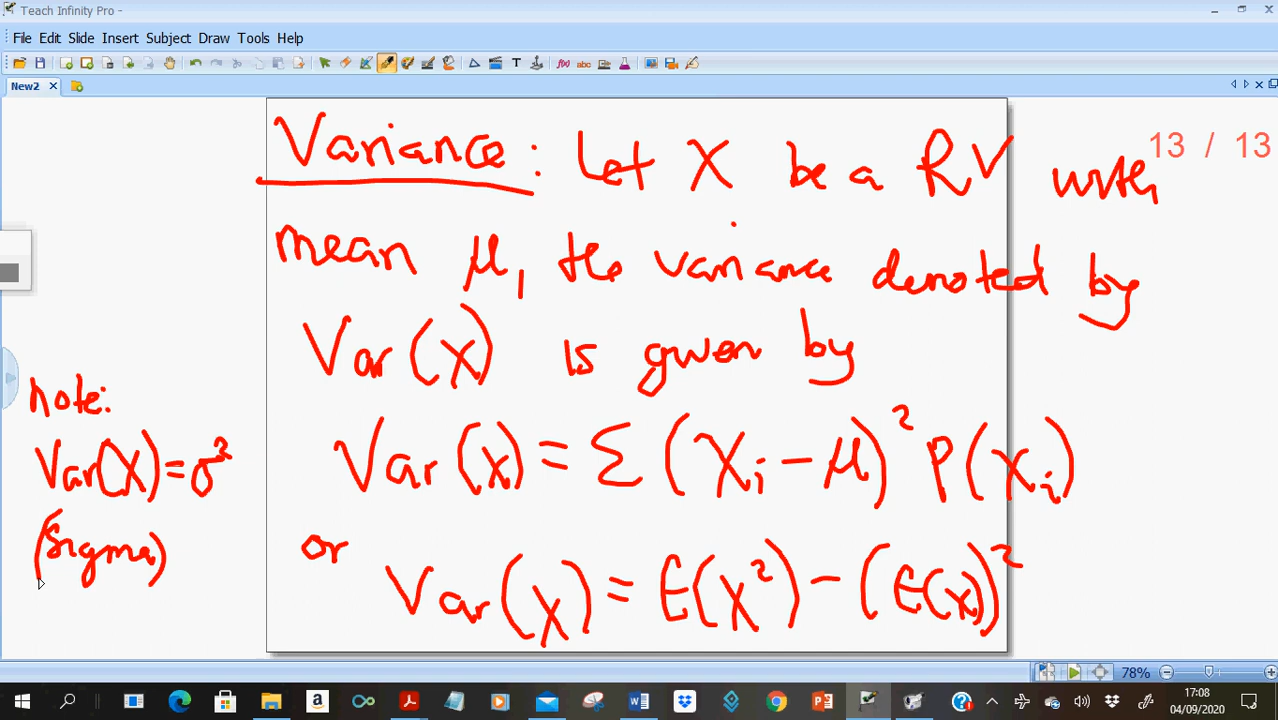 Teach Infinity Pro -
File Edit Slide Insert Subject Draw Tools Help
New2
13 / 13
Variance: Let X be a RV with
mean μ, the variance denoted by
Var(X) is given by
Var(X) = Σ (Xi - μ)² P(Xi)
or
Var(X) = E(X²) - (E(X))²
note:
Var(X) = σ²
(Sigma)
78%
17:08
04/09/2020